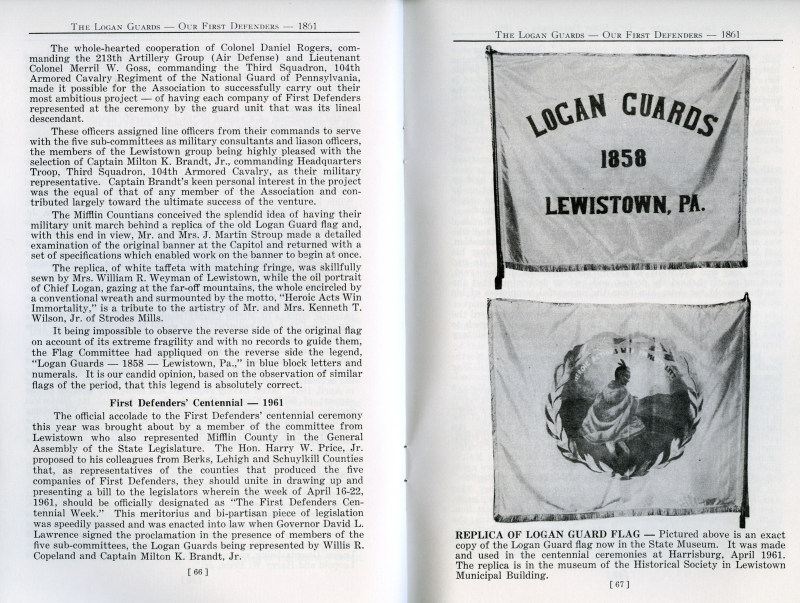 The Logan Guards — Our First Defenders — 1861
The whole-hearted cooperation of Colonel Daniel Rogers, com-
manding the 213th Artillery Group (Air Defense) and Lieutenant
Colonel Merril W. Goss, commanding the Third Squadron, 104th
Armored Cavalry Regiment of the National Guard of Pennsylvania,
made it possible for the Association to successfully carry out their
most ambitious project — of having each company of First Defenders
represented at the ceremony by the guard unit that was its lineal
descendant.
These officers assigned line officers from their commands to serve
with the five sub-committees as military consultants and liason officers,
the members of the Lewistown group being highly pleased with the
selection of Captain Milton K. Brandt, Jr., commanding Headquarters
Troop, Third Squadron, 104th Armored Cavalry, as their military
representative. Captain Brandt's keen personal interest in the project
was the equal of that of any member of the Association and con-
tributed largely toward the ultimate success of the venture.
The Mifflin Countians conceived the splendid idea of having their
military unit march behind a replica of the old Logan Guard flag and,
with this end in view, Mr. and Mrs. J. Martin Stroup made a detailed
examination of the original banner at the Capitol and returned with a
set of specifications which enabled work on the banner to begin at once.
The replica, of white taffeta with matching fringe, was skillfully
sewn by Mrs. William R. Weyman of Lewistown, while the oil portrait
of Chief Logan, gazing at the far-off mountains, the whole encircled by
a conventional wreath and surmounted by the motto, "Heroic Acts Win
Immortality," is a tribute to the artistry of Mr. and Mrs. Kenneth T.
Wilson, Jr. of Strodes Mills.
It being impossible to observe the reverse side of the original flag
on account of its extreme fragility and with no records to guide them,
the Flag Committee had appliqued on the reverse side the legend,
"Logan Guards — 1858 — Lewistown, Pa.," in blue block letters and
numerals. It is our candid opinion, based on the observation of similar
flags of the period, that this legend is absolutely correct.
First Defenders' Centennial — 1961
The official accolade to the First Defenders' centennial ceremony
this year was brought about by a member of the committee from
Lewistown who also represented Mifflin County in the General
Assembly of the State Legislature. The Hon. Harry W. Price, Jr.
proposed to his colleagues from Berks, Lehigh and Schuylkill Counties
that, as representatives of the counties that produced the five
companies of First Defenders, they should unite in drawing up and
presenting a bill to the legislators wherein the week of April 16-22,
1961, should be officially designated as "The First Defenders Cen-
tennial Week." This meritorius and bi-partisan piece of legislation
was speedily passed and was enacted into law when Governor David L.
Lawrence signed the proclamation in the presence of members of the
five sub-committees, the Logan Guards being represented by Willis R.
Copeland and Captain Milton K. Brandt, Jr.
[ 66 ]
The Logan Guards — Our First Defenders — 1861
LOGAN GUARDS
1858
LEWISTOWN, PA.
REPLICA OF LOGAN GUARD FLAG — Pictured above is an exact
copy of the Logan Guard flag now in the State Museum. It was made
and used in the centennial ceremonies at Harrisburg, April 1961.
The replica is in the museum of the Historical Society in Lewistown
Municipal Building.
[ 67 ]